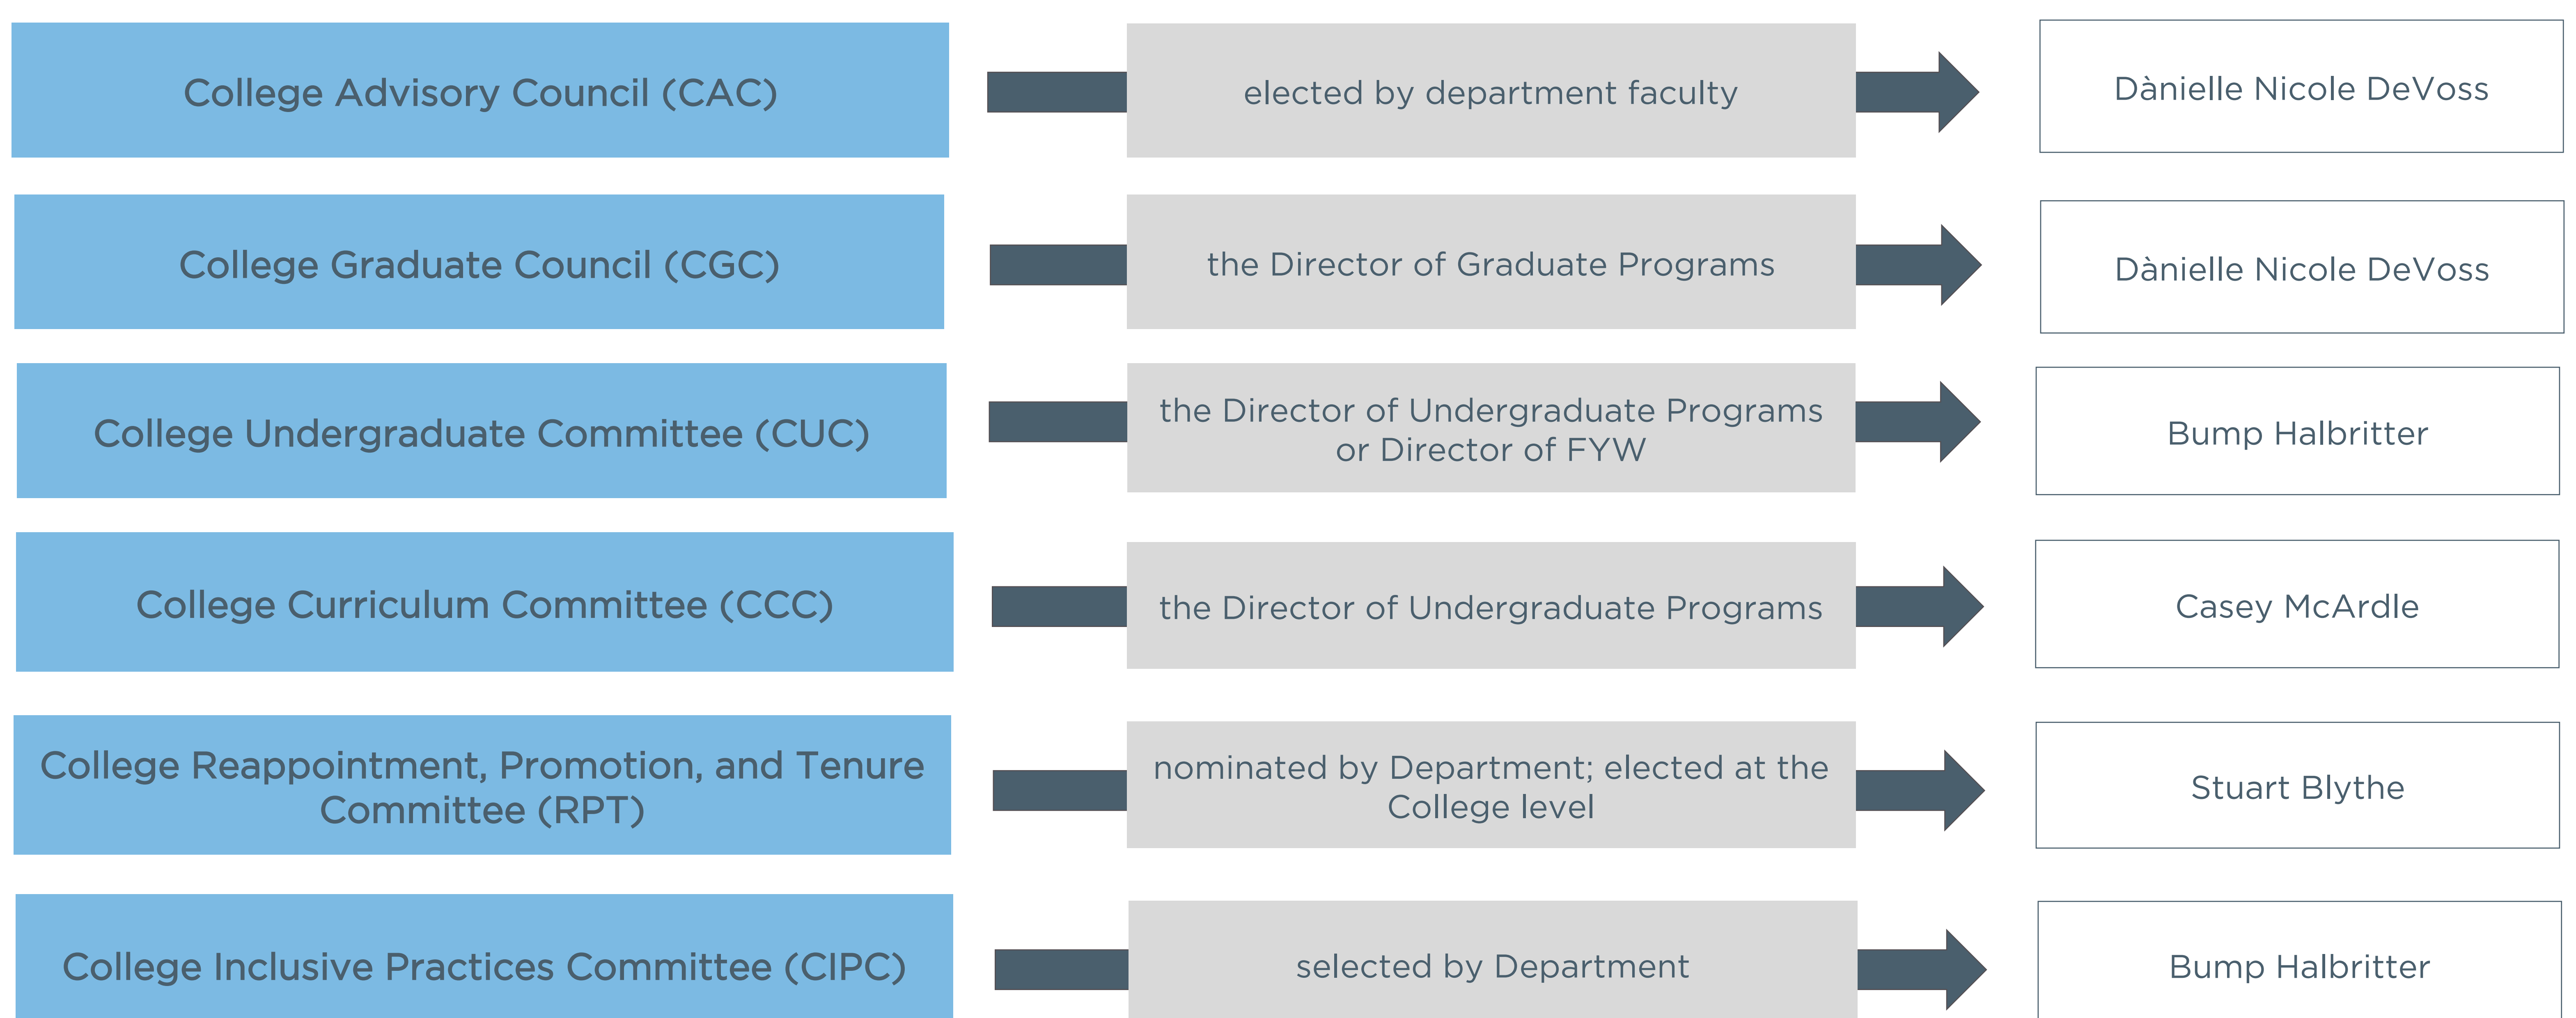 College Advisory Council (CAC)
elected by department faculty
Dànielle Nicole DeVoss
College Graduate Council (CGC)
the Director of Graduate Programs
Dànielle Nicole DeVoss
College Undergraduate Committee (CUC)
the Director of Undergraduate Programs
or Director of FYW
Bump Halbritter
College Curriculum Committee (CCC)
the Director of Undergraduate Programs
Casey McArdle
College Reappointment, Promotion, and Tenure
Committee (RPT)
nominated by Department; elected at the
College level
Stuart Blythe
College Inclusive Practices Committee (CIPC)
selected by Department
Bump Halbritter